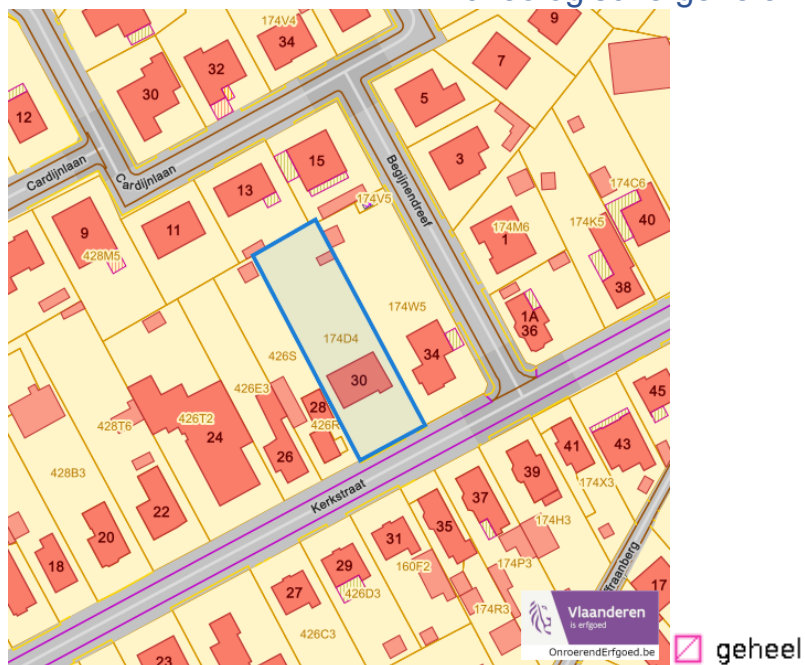 174V4
34
9
32
30
7
5
12
Cardijnlaan
15
3
Begijnendreef
Cardijnlaan
13
174C6
174V5
174K5
40
9
11
174M6
1
428M5
38
174W5
1A
36
174D4
426S
34
30
45
426E3
28
426R
426T2
24
41
43
428T6
26
39
428B3
174X3
Kerkstraat
37
22
174H3
35
20
31
18
29
160F2
174P3
27
426D3
174R3
17
426C3
23
Vlaanderen
is erfgoed
OnroerendErfgoed.be
geheel